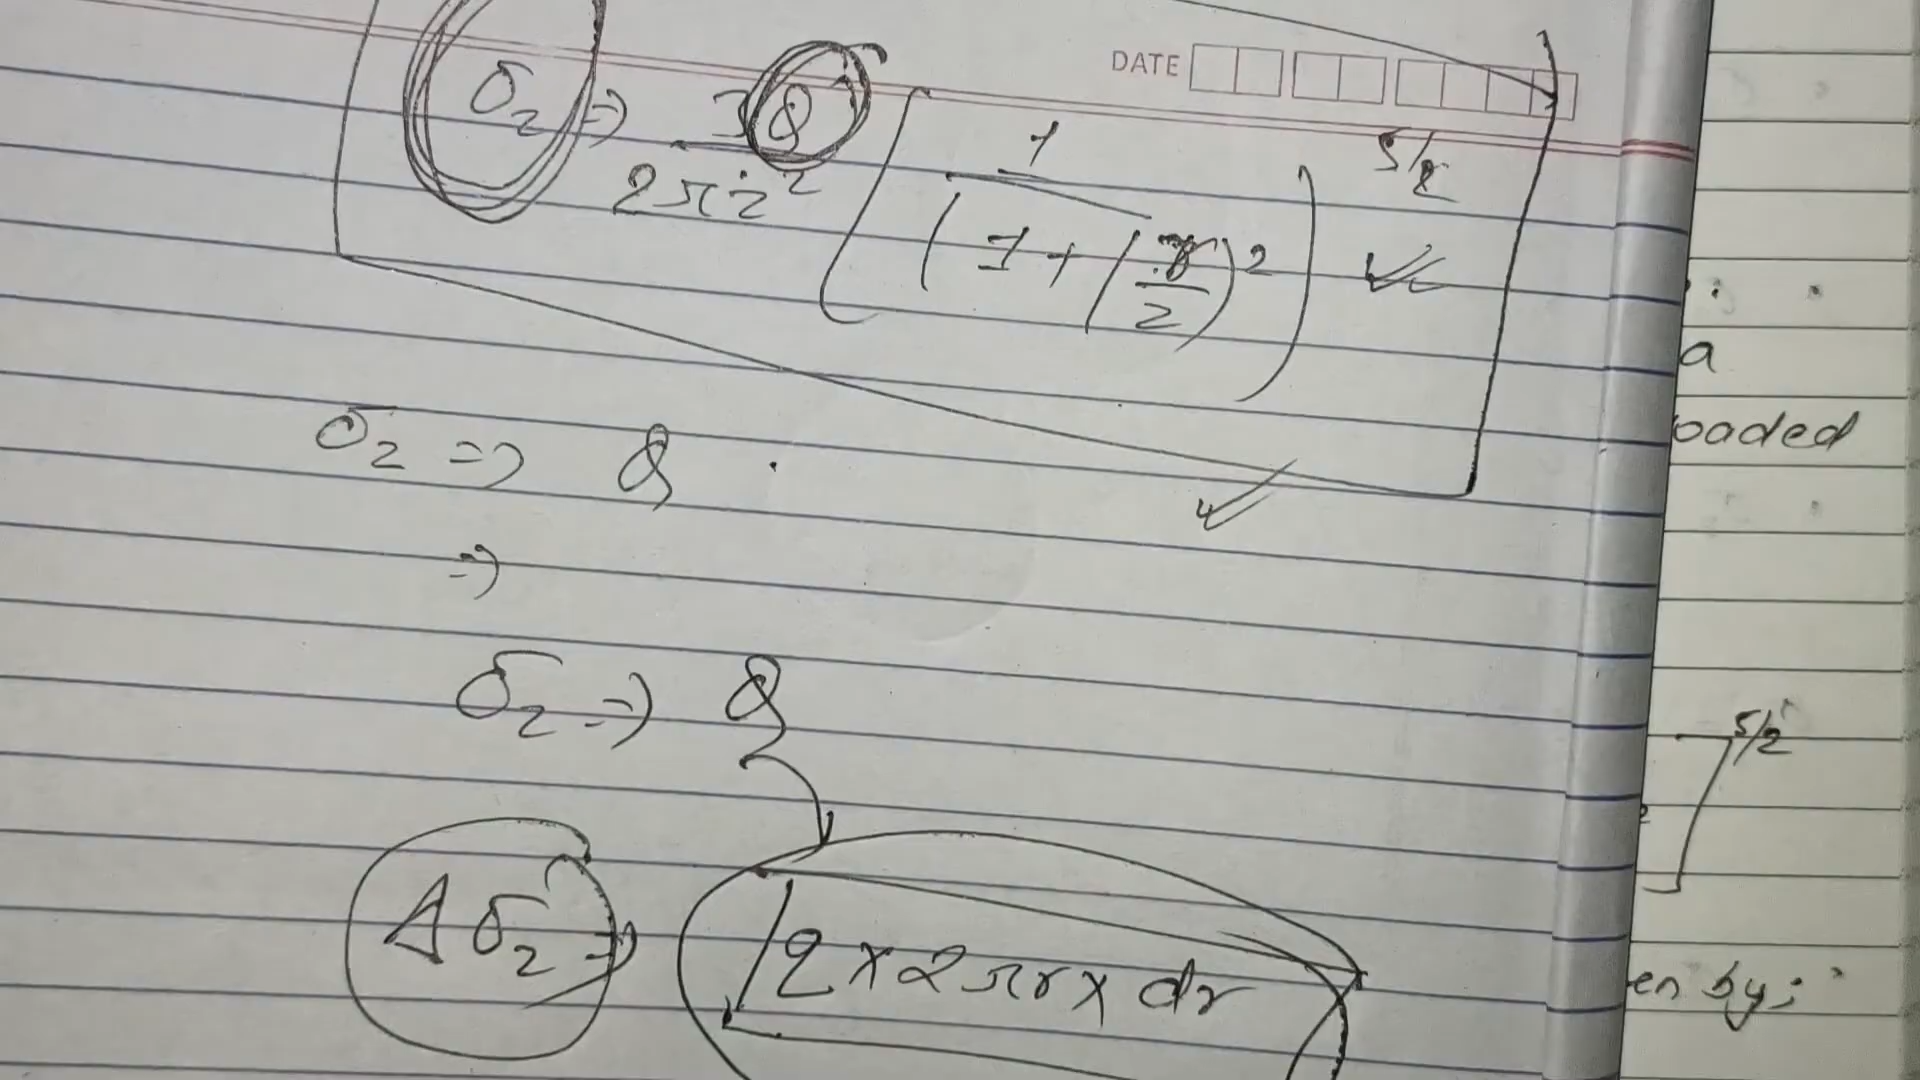 DATE
σz ⇒ 3Q / 2πz² [ 1 / (1 + (r/z)²) ] 5/2
σz ⇒ Q
⇒
σz ⇒ Q
Δσz ⇒ q × 2πr × dr
a
oaded
5/2
en by;